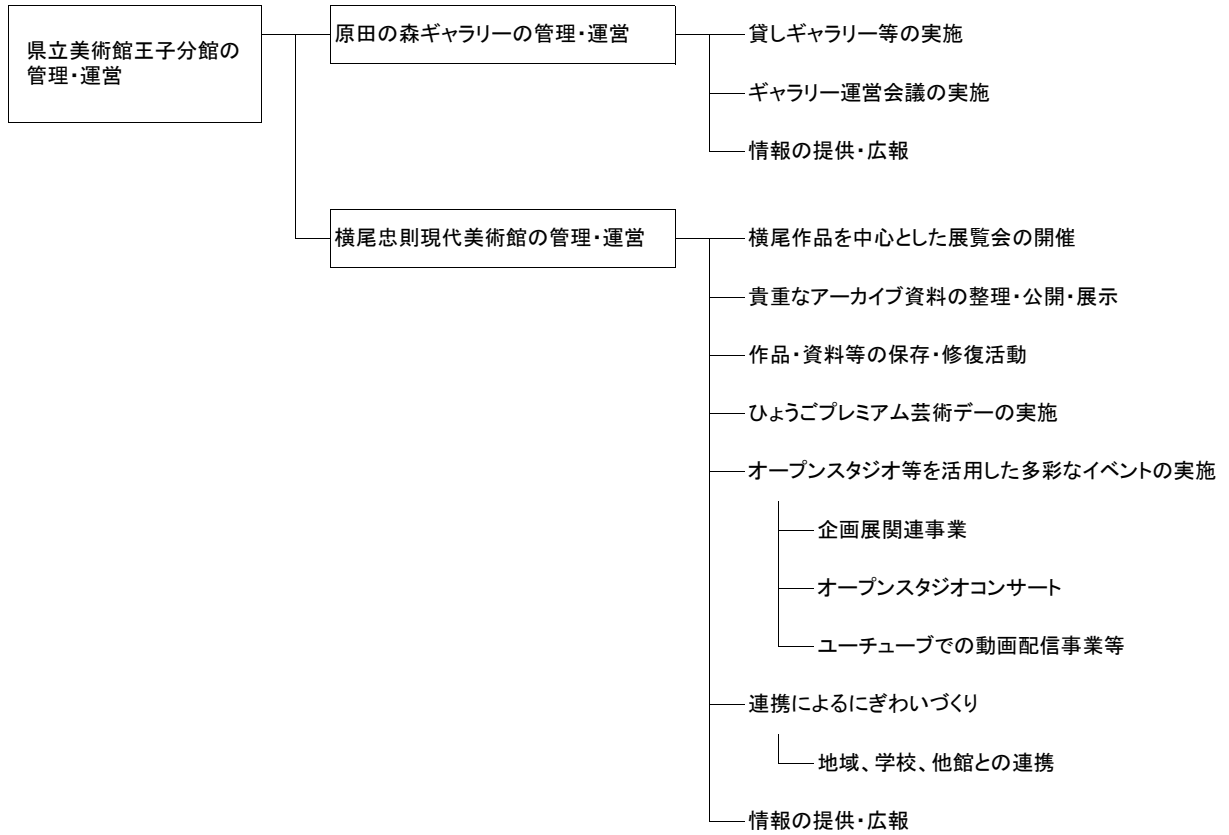 県立美術館王子分館の
管理・運営
原田の森ギャラリーの管理・運営
貸しギャラリー等の実施
ギャラリー運営会議の実施
情報の提供・広報
横尾忠則現代美術館の管理・運営
横尾作品を中心とした展覧会の開催
貴重なアーカイブ資料の整理・公開・展示
作品・資料等の保存・修復活動
ひょうごプレミアム芸術デーの実施
オープンスタジオ等を活用した多彩なイベントの実施
企画展関連事業
オープンスタジオコンサート
ユーチューブでの動画配信事業等
連携によるにぎわいづくり
地域、学校、他館との連携
情報の提供・広報